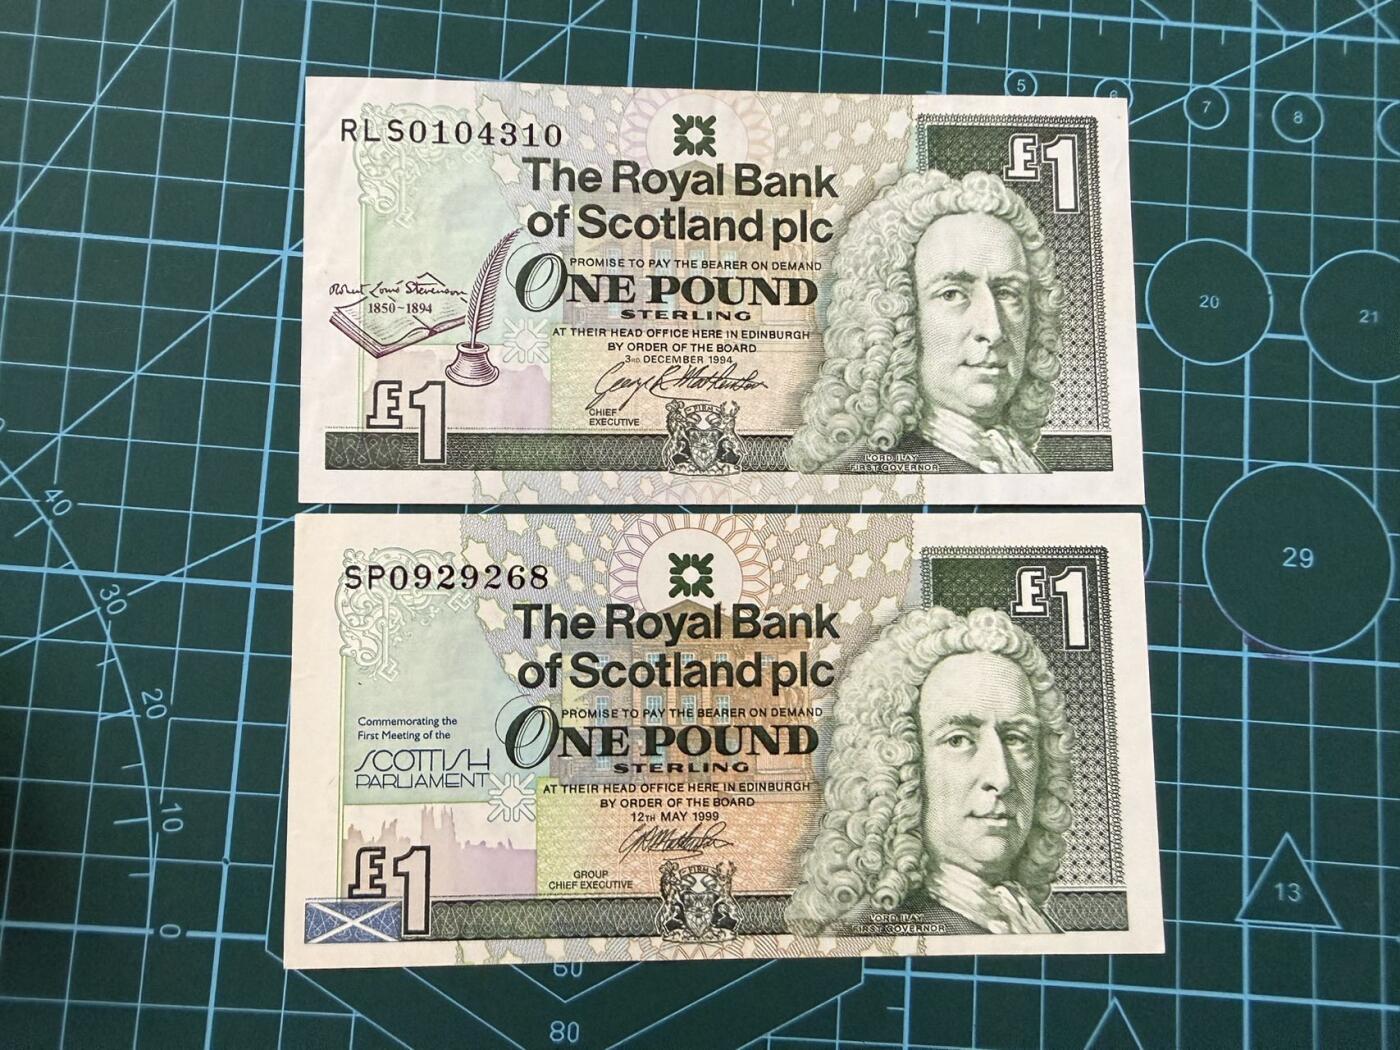 RLS0104310
The Royal Bank
of Scotland plc
PROMISE TO PAY THE BEARER ON DEMAND
ONE POUND
STERLING
AT THEIR HEAD OFFICE HERE IN EDINBURGH
BY ORDER OF THE BOARD
3RD. DECEMBER 1994
CHIEF
EXECUTIVE
Robert Louis Stevenson
1850~1894
£1
£1
LORD ILAY
FIRST GOVERNOR
SP0929268
The Royal Bank
of Scotland plc
PROMISE TO PAY THE BEARER ON DEMAND
ONE POUND
STERLING
AT THEIR HEAD OFFICE HERE IN EDINBURGH
BY ORDER OF THE BOARD
12TH MAY 1999
GROUP
CHIEF EXECUTIVE
Commemorating the
First Meeting of the
SCOTTISH
PARLIAMENT
£1
£1
LORD ILAY
FIRST GOVERNOR
5
6
7
8
20
21
29
13
40
30
20
10
0
60
80